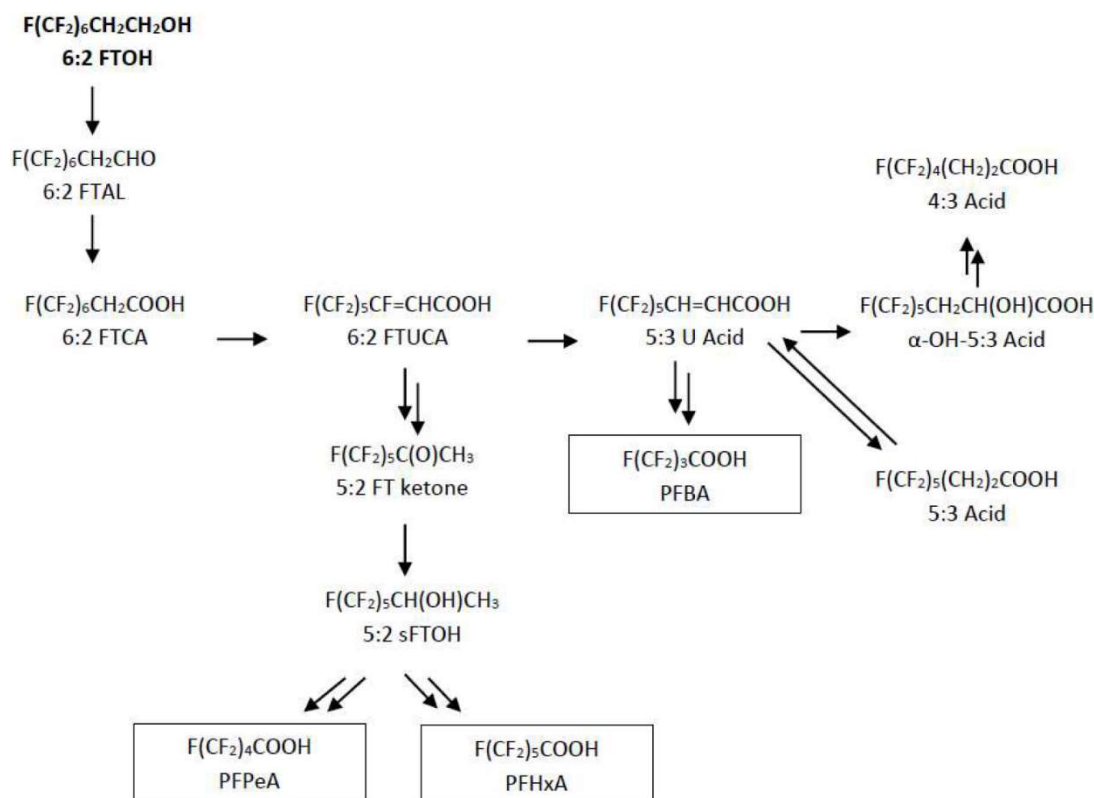 F(CF₂)₆CH₂CH₂OH
6:2 FTOH
F(CF₂)₆CH₂CHO
6:2 FTAL
F(CF₂)₄(CH₂)₂COOH
4:3 Acid
F(CF₂)₆CH₂COOH
6:2 FTCA
F(CF₂)₅CF=CHCOOH
6:2 FTUCA
F(CF₂)₅CH=CHCOOH
5:3 U Acid
F(CF₂)₅CH₂CH(OH)COOH
α-OH-5:3 Acid
F(CF₂)₅C(O)CH₃
5:2 FT ketone
F(CF₂)₃COOH
PFBA
F(CF₂)₅(CH₂)₂COOH
5:3 Acid
F(CF₂)₅CH(OH)CH₃
5:2 sFTOH
F(CF₂)₄COOH
PFPeA
F(CF₂)₅COOH
PFHxA